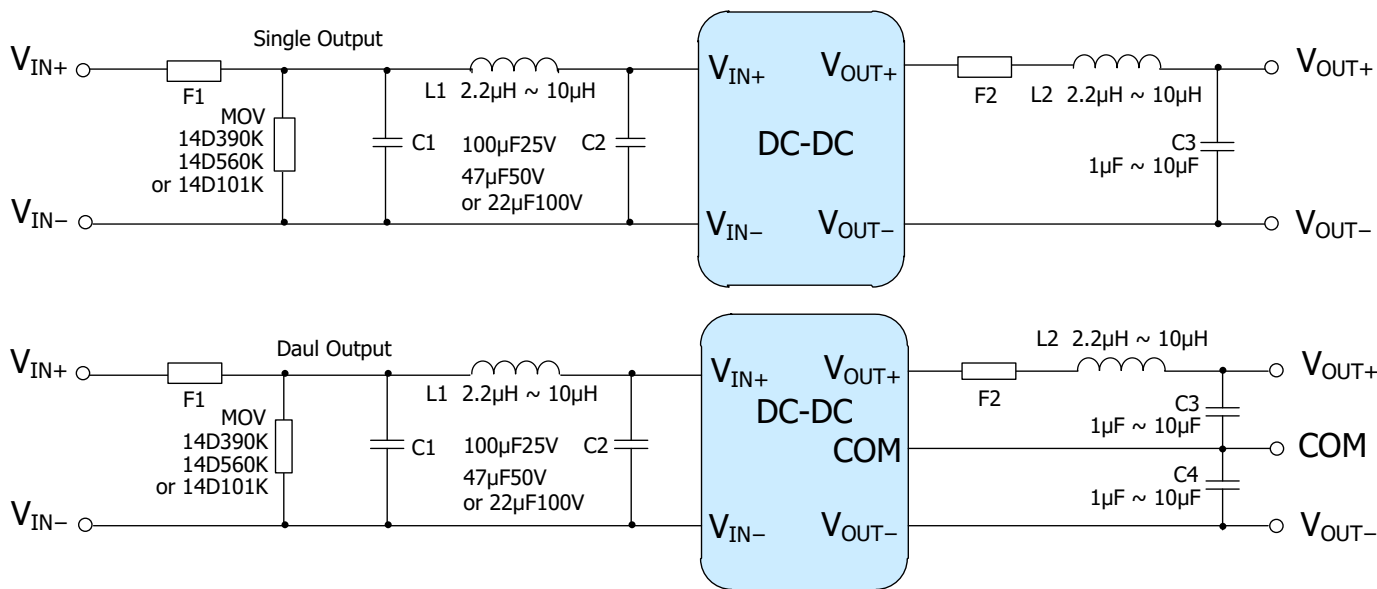 Single Output
VIN+
F1
MOV
14D390K
14D560K
or 14D101K
C1
L1 2.2µH ~ 10µH
100µF25V
47µF50V
or 22µF100V
C2
VIN−
VIN+
VOUT+
DC-DC
VIN−
VOUT−
F2
L2 2.2µH ~ 10µH
C3
1µF ~ 10µF
VOUT+
VOUT−
Daul Output
VIN+
F1
MOV
14D390K
14D560K
or 14D101K
C1
L1 2.2µH ~ 10µH
100µF25V
47µF50V
or 22µF100V
C2
VIN−
VIN+
VOUT+
DC-DC
COM
VIN−
VOUT−
L2 2.2µH ~ 10µH
F2
C3
1µF ~ 10µF
C4
1µF ~ 10µF
VOUT+
COM
VOUT−